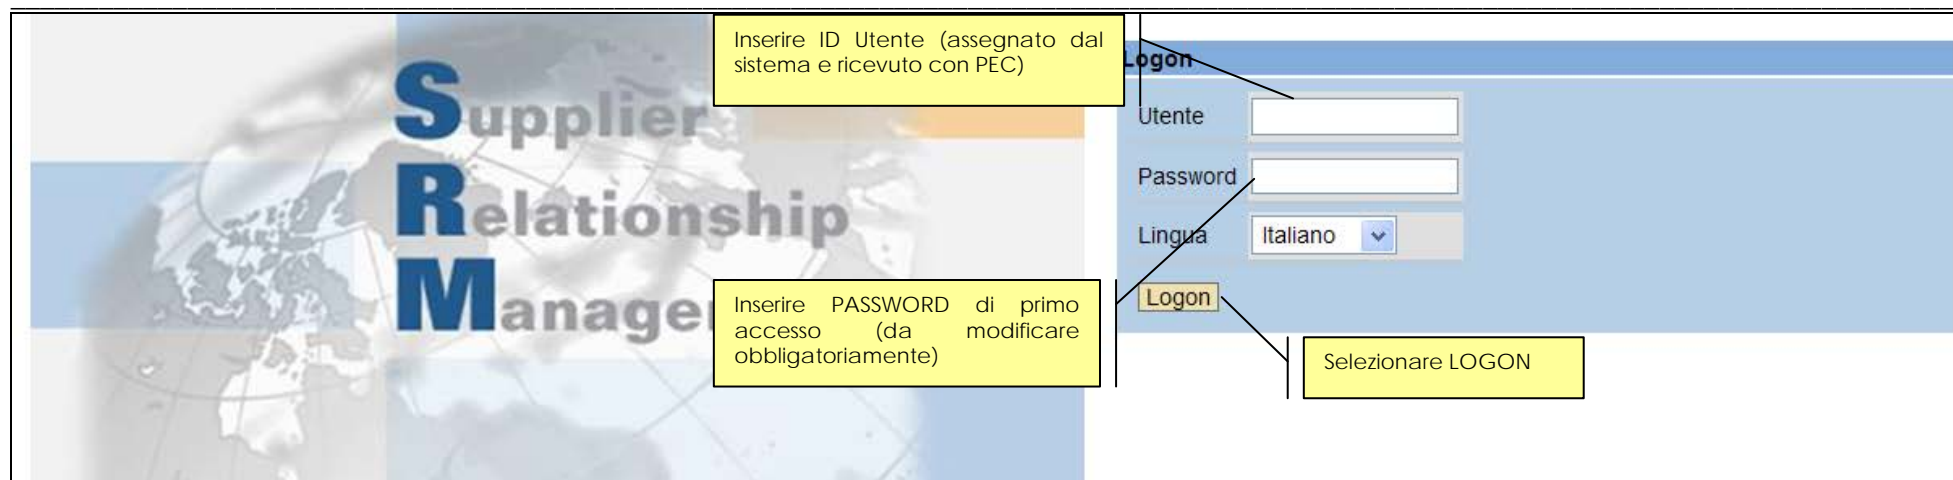 Supplier
Relationship
Manage
Inserire ID Utente (assegnato dal
sistema e ricevuto con PEC)
Logon
Utente
Password
Lingua Italiano
Logon
Inserire PASSWORD di primo
accesso (da modificare
obbligatoriamente)
Selezionare LOGON